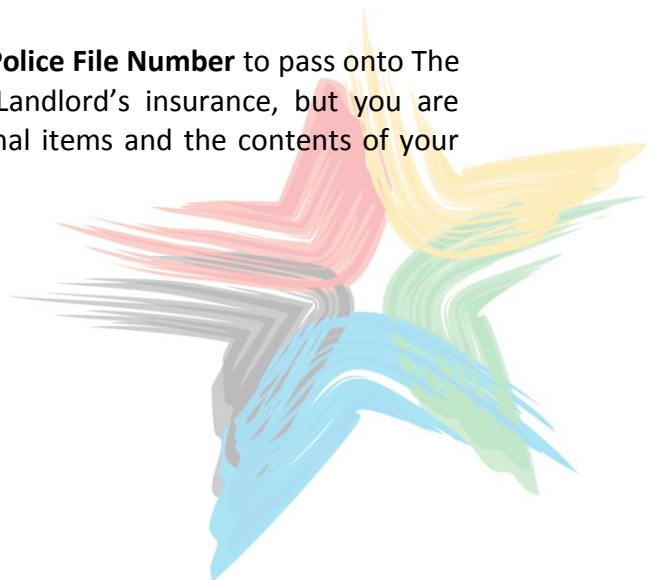 Police File Number to pass onto The
Landlord’s insurance, but you are
nal items and the contents of your